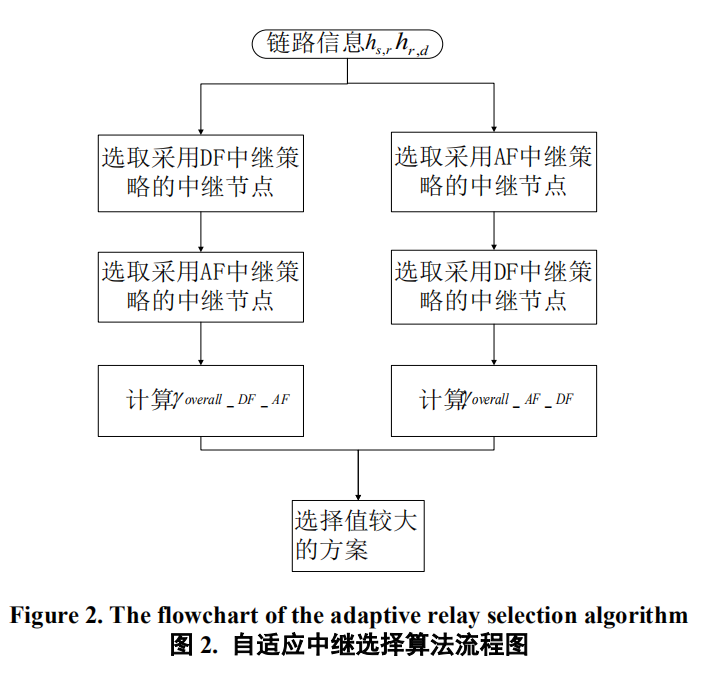 链路信息h_{s,r} h_{r,d}
选取采用DF中继策
略的中继节点
选取采用AF中继策
略的中继节点
选取采用AF中继策
略的中继节点
选取采用DF中继策
略的中继节点
计算γ_{overall_DF_AF}
计算γ_{overall_AF_DF}
选择值较大
的方案
Figure 2. The flowchart of the adaptive relay selection algorithm
图 2. 自适应中继选择算法流程图